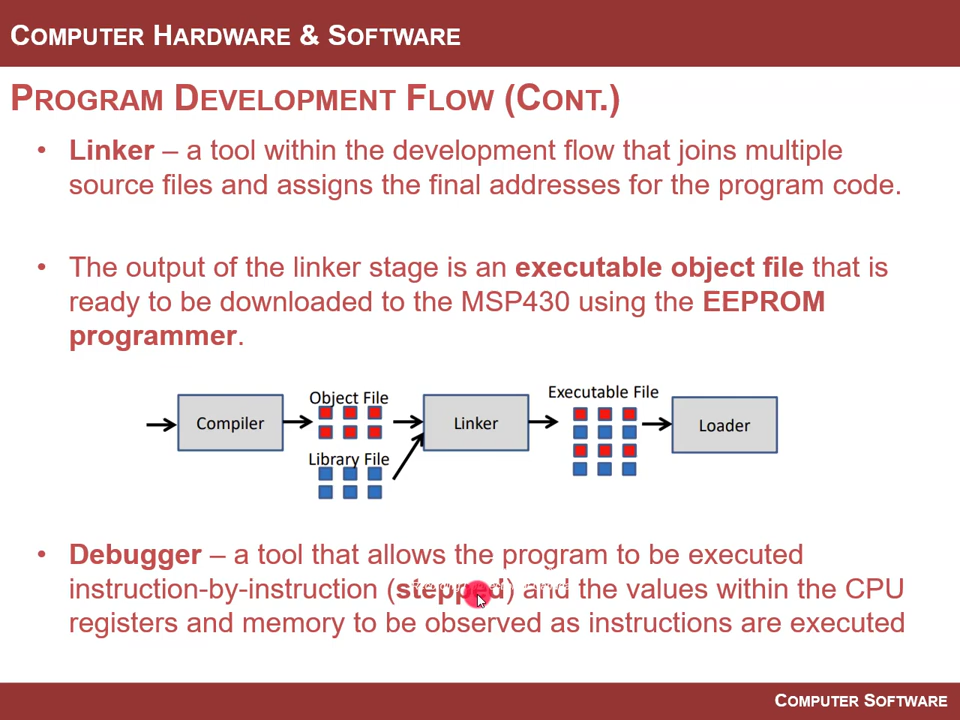 COMPUTER HARDWARE & SOFTWARE
PROGRAM DEVELOPMENT FLOW (CONT.)
• Linker – a tool within the development flow that joins multiple
source files and assigns the final addresses for the program code.
• The output of the linker stage is an executable object file that is
ready to be downloaded to the MSP430 using the EEPROM
programmer.
Compiler
Object File
Library File
Linker
Executable File
Loader
• Debugger – a tool that allows the program to be executed
instruction-by-instruction (stepped) and the values within the CPU
registers and memory to be observed as instructions are executed
COMPUTER SOFTWARE